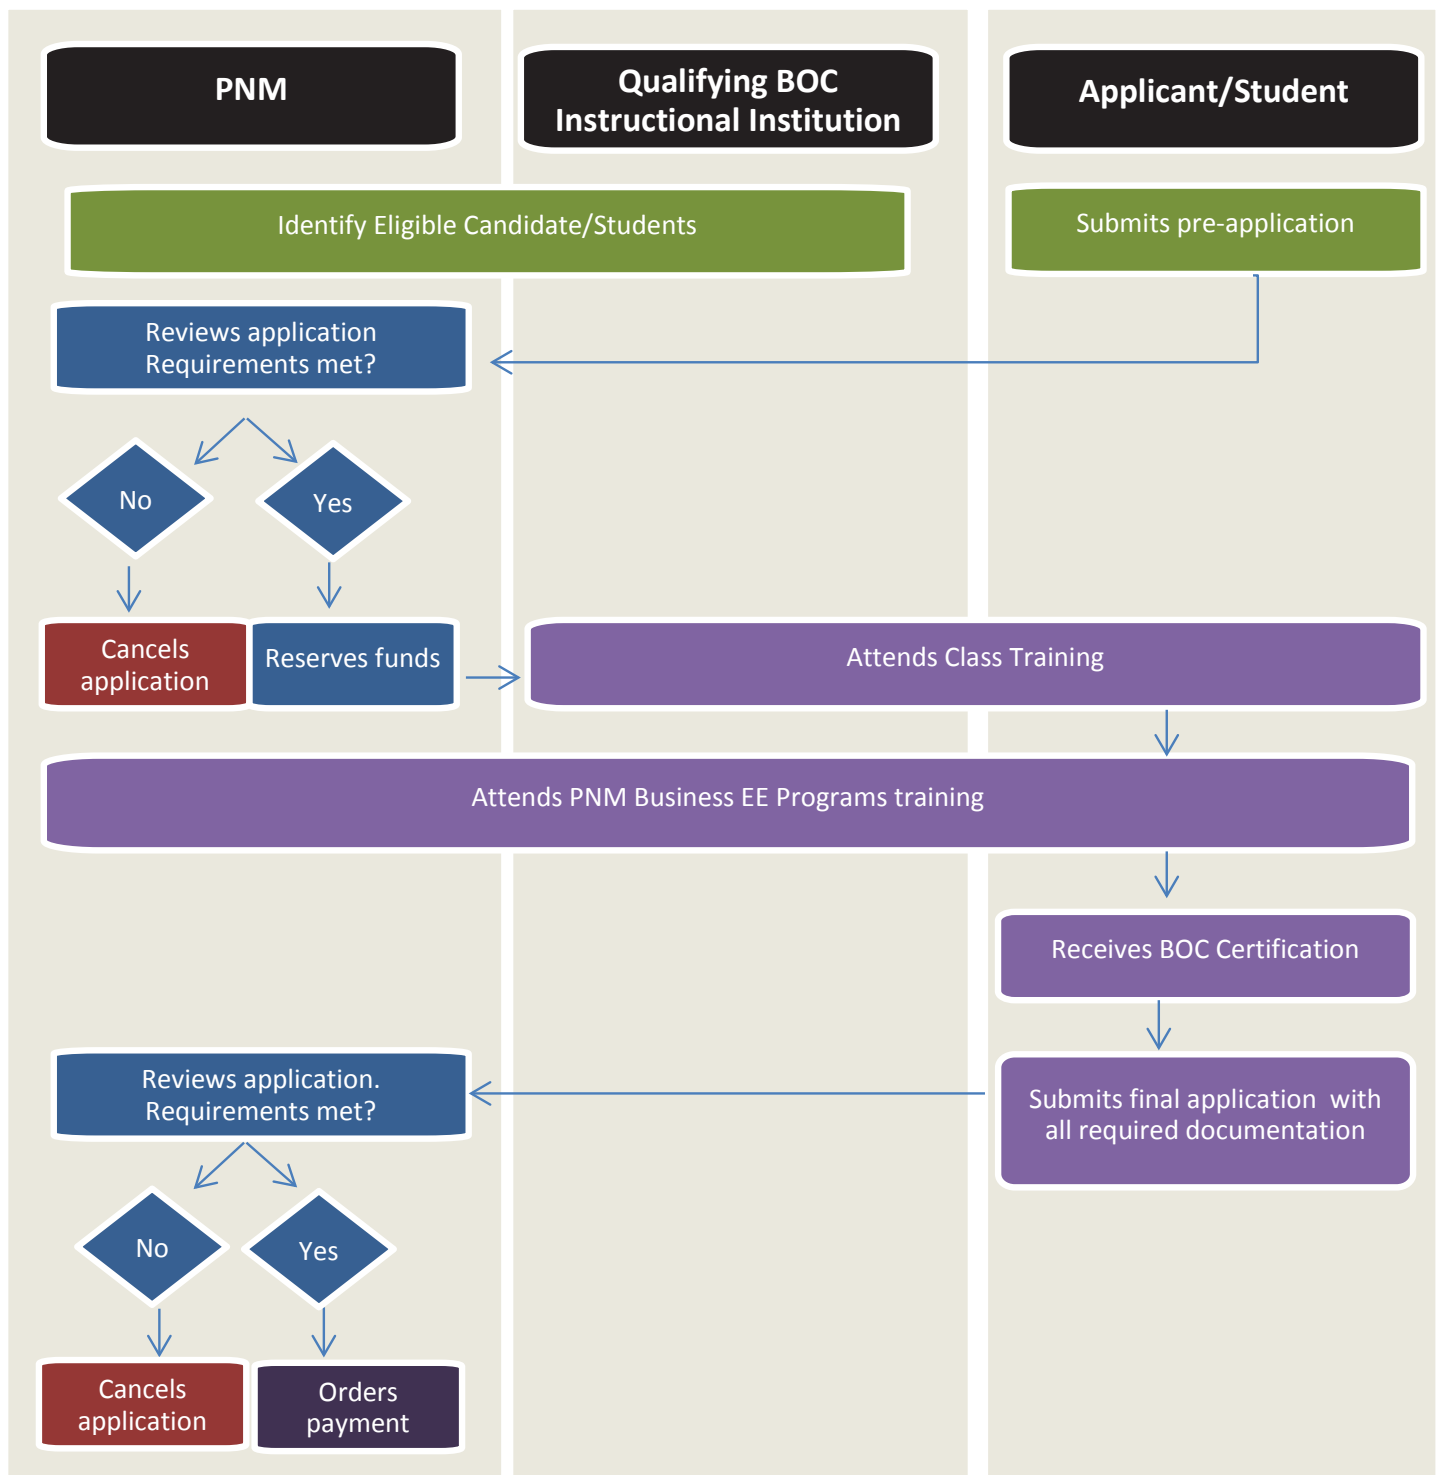 PNM
Qualifying BOC
Instructional Institution
Applicant/Student
Identify Eligible Candidate/Students
Submits pre-application
Reviews application
Requirements met?
No
Yes
Cancels
application
Reserves funds
Attends Class Training
Attends PNM Business EE Programs training
Receives BOC Certification
Reviews application.
Requirements met?
Submits final application with
all required documentation
No
Yes
Cancels
application
Orders
payment